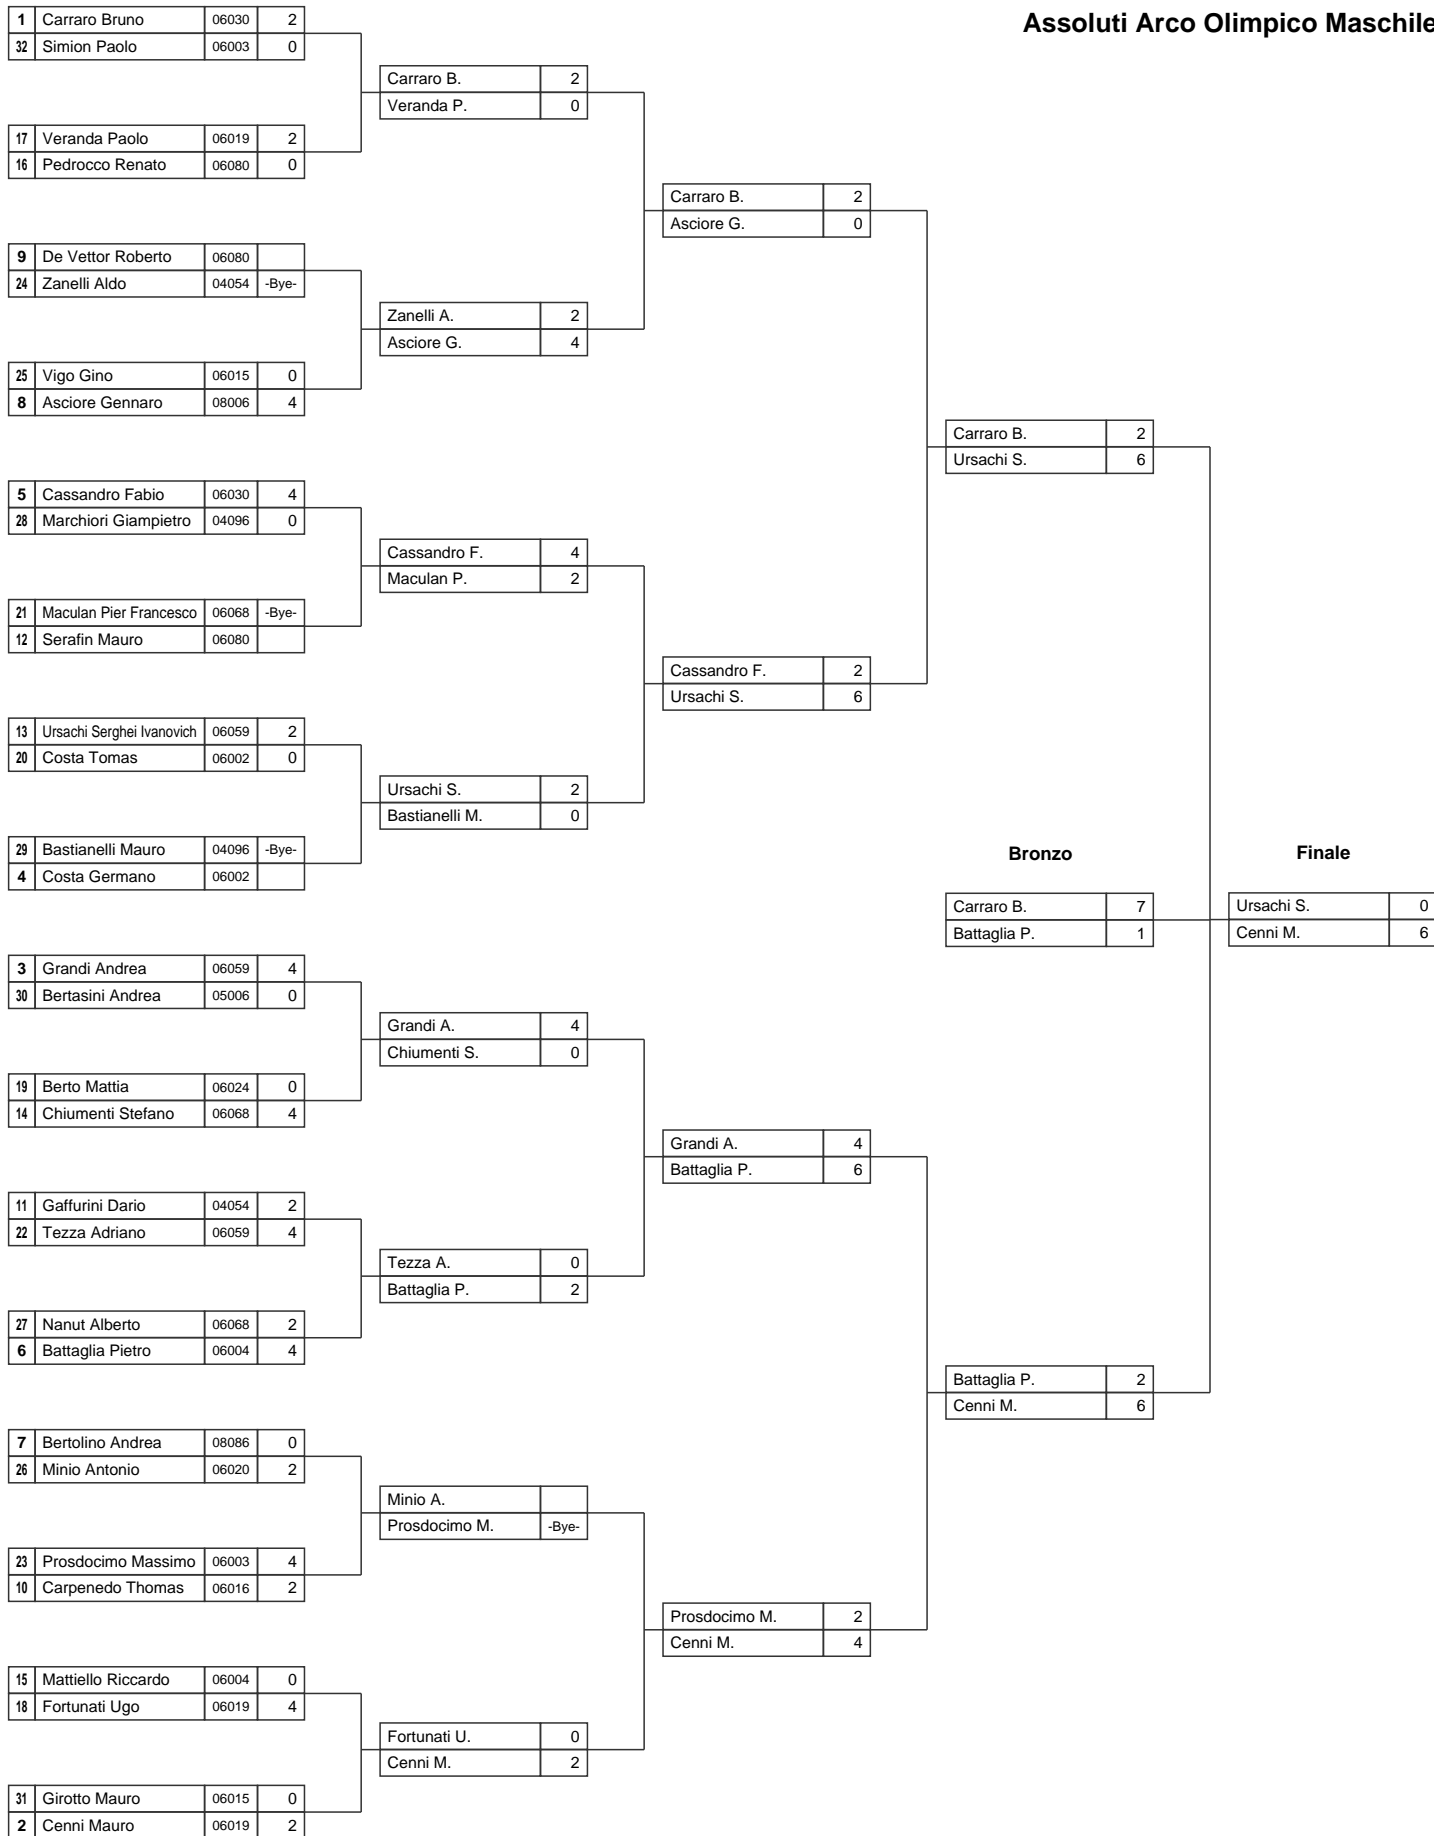 Assoluti Arco Olimpico Maschile
1 Carraro Bruno 06030 2
32 Simion Paolo 06003 0
17 Veranda Paolo 06019 2
16 Pedrocco Renato 06080 0
9 De Vettor Roberto 06080
24 Zanelli Aldo 04054 -Bye-
25 Vigo Gino 06015 0
8 Asciore Gennaro 08006 4
5 Cassandro Fabio 06030 4
28 Marchiori Giampietro 04096 0
21 Maculan Pier Francesco 06068 -Bye-
12 Serafin Mauro 06080
13 Ursachi Serghei Ivanovich 06059 2
20 Costa Tomas 06002 0
29 Bastianelli Mauro 04096 -Bye-
4 Costa Germano 06002
3 Grandi Andrea 06059 4
30 Bertasini Andrea 05006 0
19 Berto Mattia 06024 0
14 Chiumenti Stefano 06068 4
11 Gaffurini Dario 04054 2
22 Tezza Adriano 06059 4
27 Nanut Alberto 06068 2
6 Battaglia Pietro 06004 4
7 Bertolino Andrea 08086 0
26 Minio Antonio 06020 2
23 Prosdocimo Massimo 06003 4
10 Carpenedo Thomas 06016 2
15 Mattiello Riccardo 06004 0
18 Fortunati Ugo 06019 4
31 Girotto Mauro 06015 0
2 Cenni Mauro 06019 2
Carraro B. 2
Veranda P. 0
Zanelli A. 2
Asciore G. 4
Cassandro F. 4
Maculan P. 2
Ursachi S. 2
Bastianelli M. 0
Grandi A. 4
Chiumenti S. 0
Tezza A. 0
Battaglia P. 2
Minio A.
Prosdocimo M. -Bye-
Fortunati U. 0
Cenni M. 2
Carraro B. 2
Asciore G. 0
Cassandro F. 2
Ursachi S. 6
Grandi A. 4
Battaglia P. 6
Prosdocimo M. 2
Cenni M. 4
Carraro B. 2
Ursachi S. 6
Battaglia P. 2
Cenni M. 6
Bronzo
Carraro B. 7
Battaglia P. 1
Finale
Ursachi S. 0
Cenni M. 6